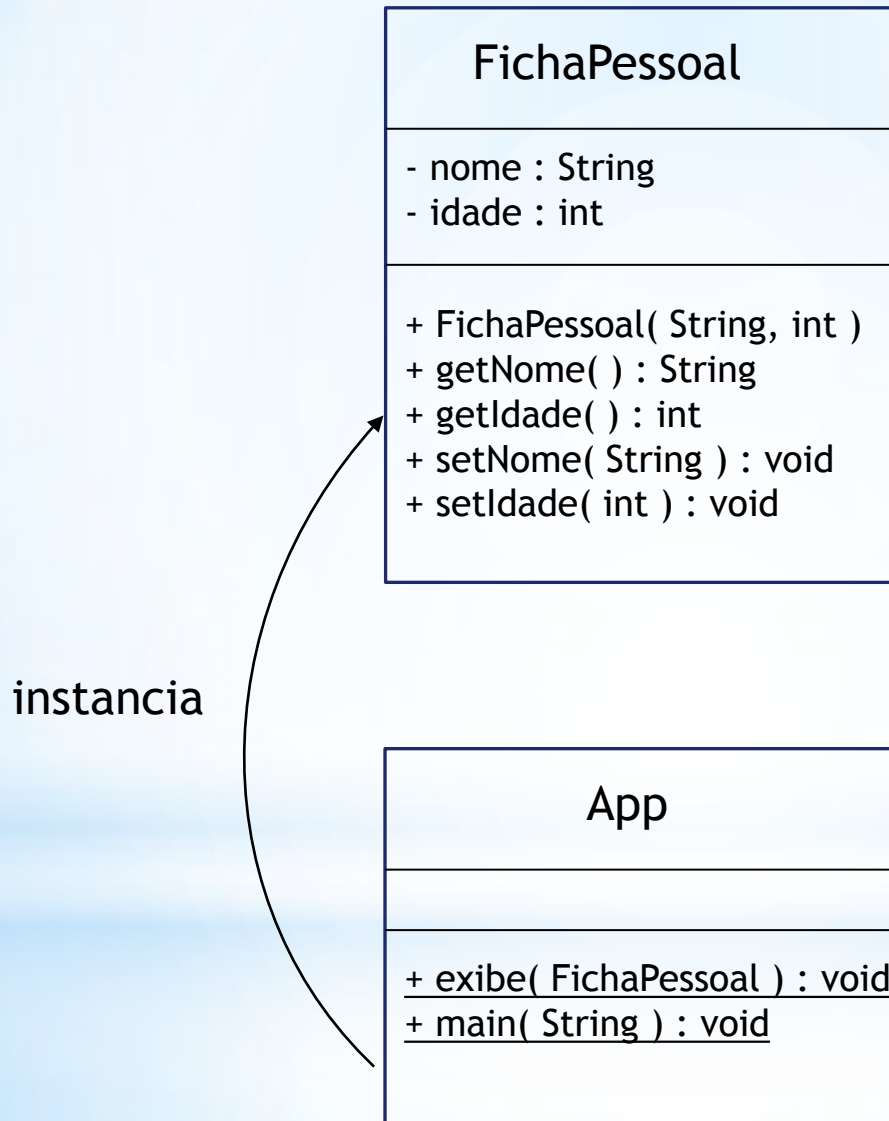 FichaPessoal
- nome : String
- idade : int
+ FichaPessoal( String, int )
+ getNome( ) : String
+ getIdade( ) : int
+ setNome( String ) : void
+ setIdade( int ) : void
instancia
App
+ exibe( FichaPessoal ) : void
+ main( String ) : void